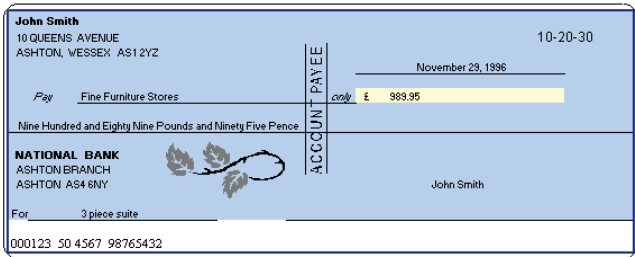 John Smith
10 QUEENS AVENUE
10-20-30
ASHTON, WESSEX AS1 2YZ
November 29, 1996
Pay Fine Furniture Stores only £ 989.95
ACCOUNT PAYEE
Nine Hundred and Eighty Nine Pounds and Ninety Five Pence
NATIONAL BANK
ASHTON BRANCH
ASHTON AS4 6NY
John Smith
For 3 piece suite
000123 50 4567 98765432